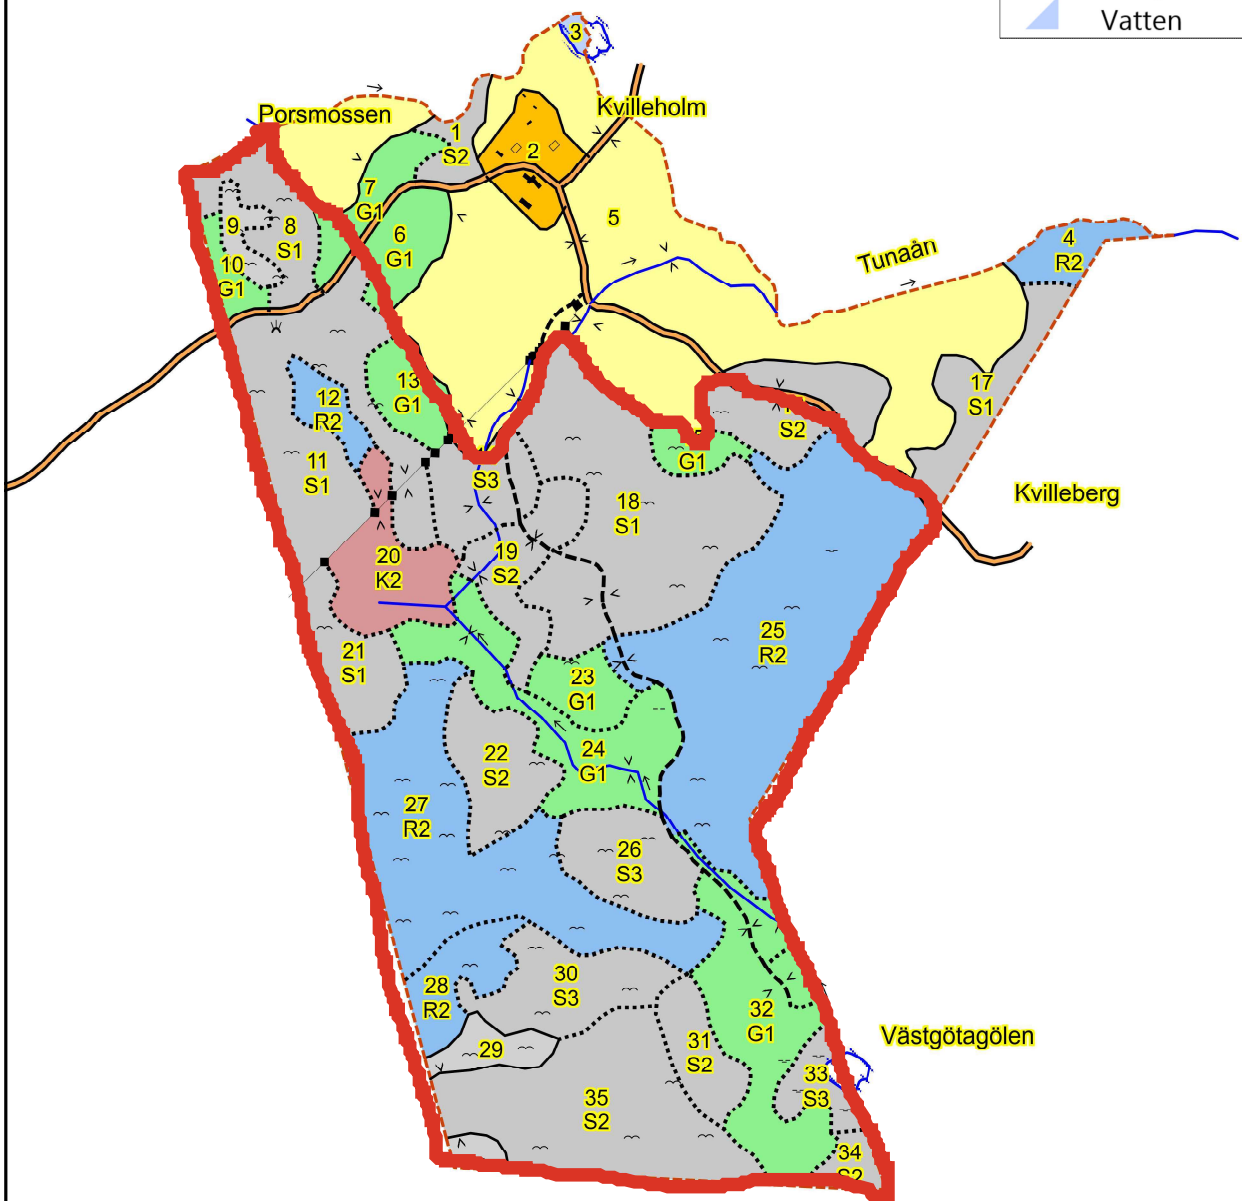 Vatten
3
Porsmossen
Kvilleholm
1
S2
2
7
G1
5
9
8
S1
6
G1
4
R2
Tunaån
10
G1
13
G1
12
R2
17
S1
S2
11
S1
S3
G1
18
S1
Kvilleberg
20
K2
19
S2
21
S1
25
R2
23
G1
22
S2
24
G1
27
R2
26
S3
28
R2
30
S3
29
31
S2
32
G1
Västgötagölen
33
S3
35
S2
34
S2